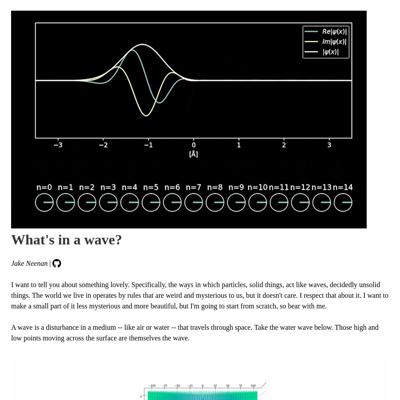 Re|ψ(x)|
Im|ψ(x)|
|ψ(x)|
−3 −2 −1 0 1 2 3
[Å]
n=0 n=1 n=2 n=3 n=4 n=5 n=6 n=7 n=8 n=9 n=10 n=11 n=12 n=13 n=14
What's in a wave?
Jake Neenan |
I want to tell you about something lovely. Specifically, the ways in which particles, solid things, act like waves, decidedly unsolid
things. The world we live in operates by rules that are weird and mysterious to us, but it doesn't care. I respect that about it. I want to
make a small part of it less mysterious and more beautiful, but I'm going to start from scratch, so bear with me.
A wave is a disturbance in a medium -- like air or water -- that travels through space. Take the water wave below. Those high and
low points moving across the surface are themselves the wave.